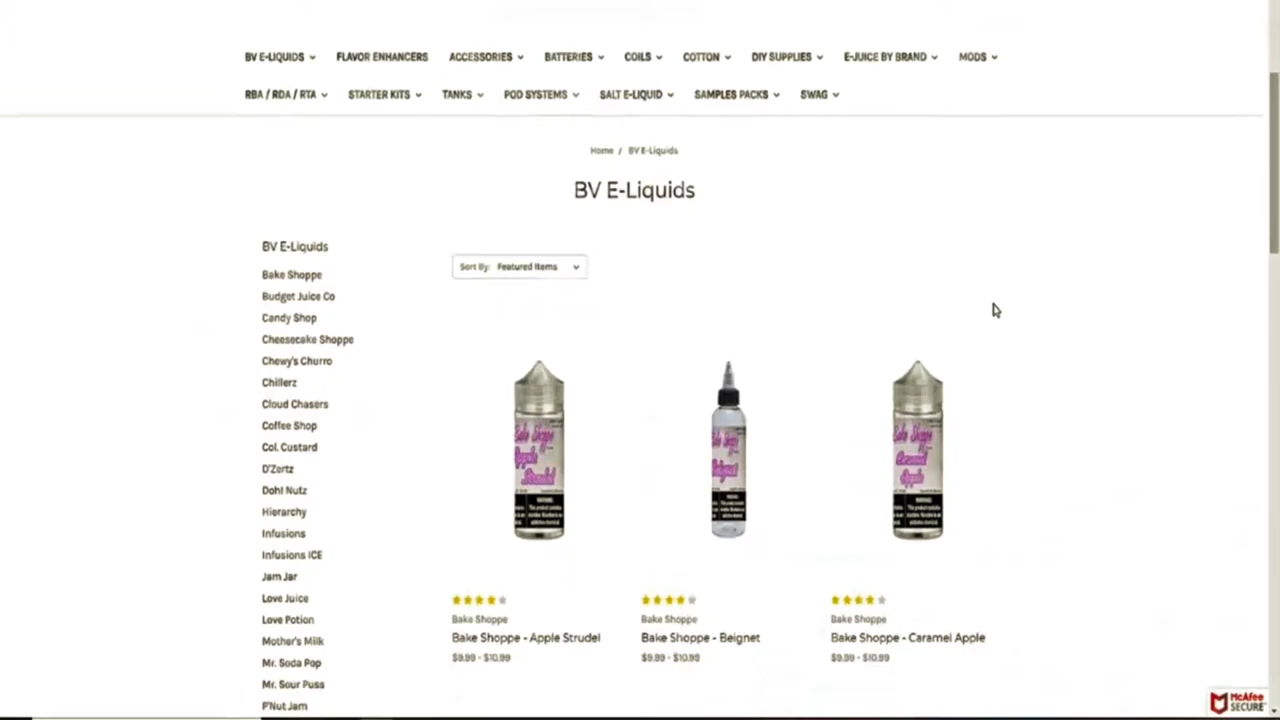 BV E-LIQUIDS FLAVOR ENHANCERS ACCESSORIES BATTERIES COILS COTTON DIY SUPPLIES E-JUICE BY BRAND MODS
RBA / RDA / RTA STARTER KITS TANKS POD SYSTEMS SALT E-LIQUID SAMPLES PACKS SWAG
Home / BV E-Liquids
BV E-Liquids
BV E-Liquids
Bake Shoppe
Budget Juice Co
Candy Shop
Cheesecake Shoppe
Chewy's Churro
Chillerz
Cloud Chasers
Coffee Shop
Col. Custard
D'Zertz
Doh! Nutz
Hierarchy
Infusions
Infusions ICE
Jam Jar
Love Juice
Love Potion
Mother's Milk
Mr. Soda Pop
Mr. Sour Puss
P'Nut Jam
Sort By: Featured Items
Bake Shoppe Bake Shoppe Bake Shoppe
Bake Shoppe - Apple Strudel Bake Shoppe - Beignet Bake Shoppe - Caramel Apple
$9.99 - $10.99 $9.99 - $10.99 $9.99 - $10.99
McAfee
SECURE